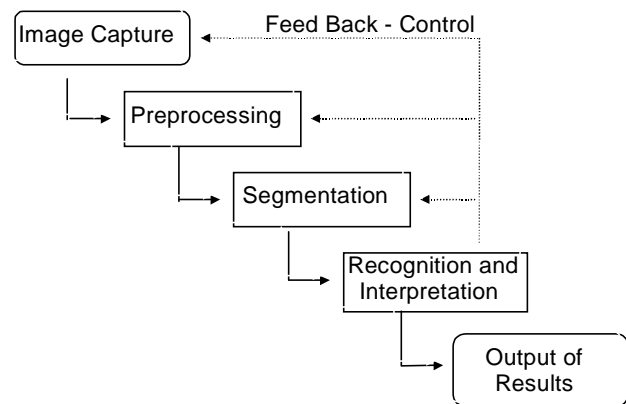 Feed Back - Control
Image Capture
Preprocessing
Segmentation
Recognition and
Interpretation
Output of
Results